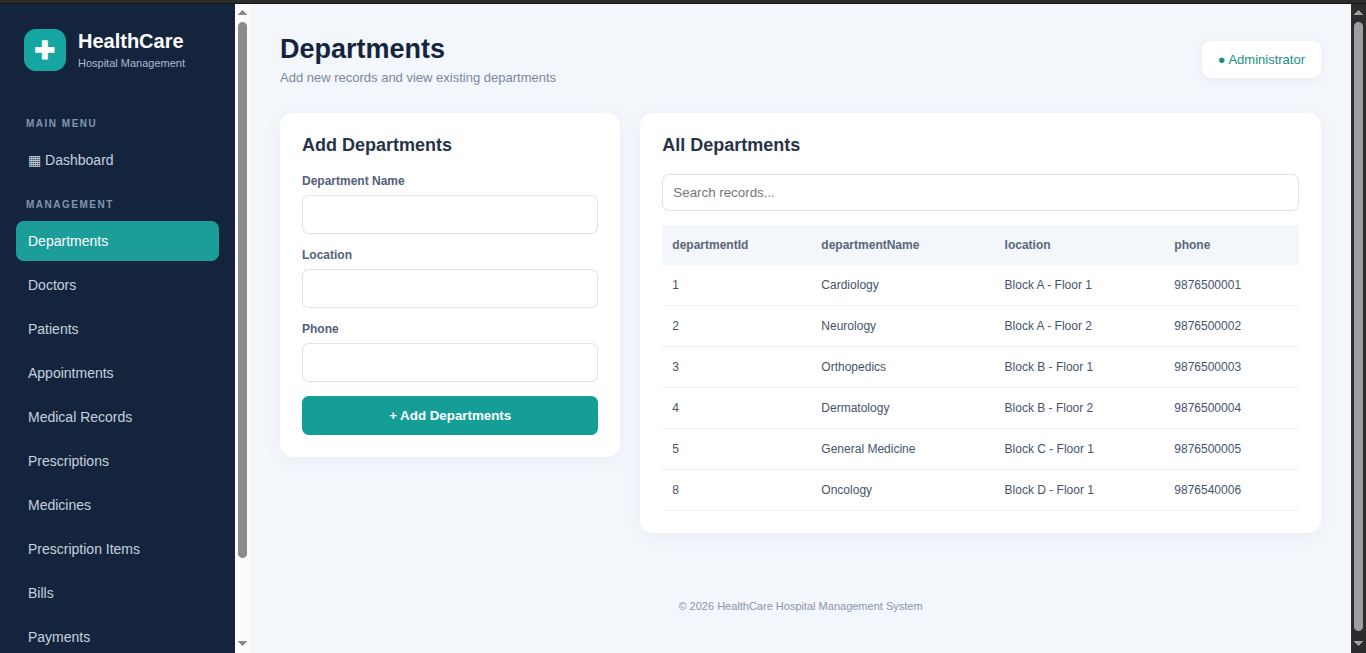 HealthCare
Hospital Management
MAIN MENU
▦ Dashboard
MANAGEMENT
Departments
Doctors
Patients
Appointments
Medical Records
Prescriptions
Medicines
Prescription Items
Bills
Payments
Departments
Add new records and view existing departments
● Administrator
Add Departments
Department Name
Location
Phone
+ Add Departments
All Departments
Search records...
departmentId departmentName location phone
1 Cardiology Block A - Floor 1 9876500001
2 Neurology Block A - Floor 2 9876500002
3 Orthopedics Block B - Floor 1 9876500003
4 Dermatology Block B - Floor 2 9876500004
5 General Medicine Block C - Floor 1 9876500005
8 Oncology Block D - Floor 1 9876540006
© 2026 HealthCare Hospital Management System